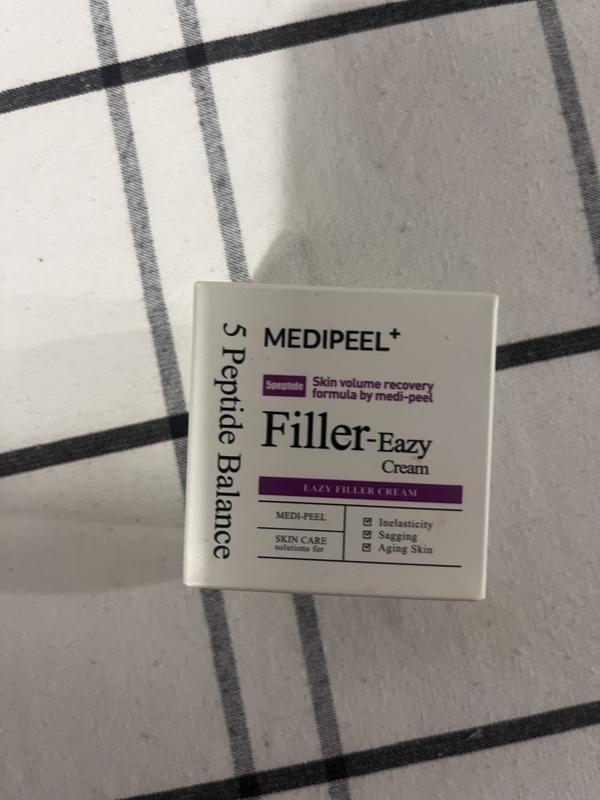 5 Peptide Balance
MEDIPEEL+
5peptide
Skin volume recovery
formula by medi-peel
Filler-Eazy
Cream
EAZY FILLER CREAM
MEDI-PEEL
SKIN CARE
solutions for
☑ Inelasticity
☑ Sagging
☑ Aging Skin